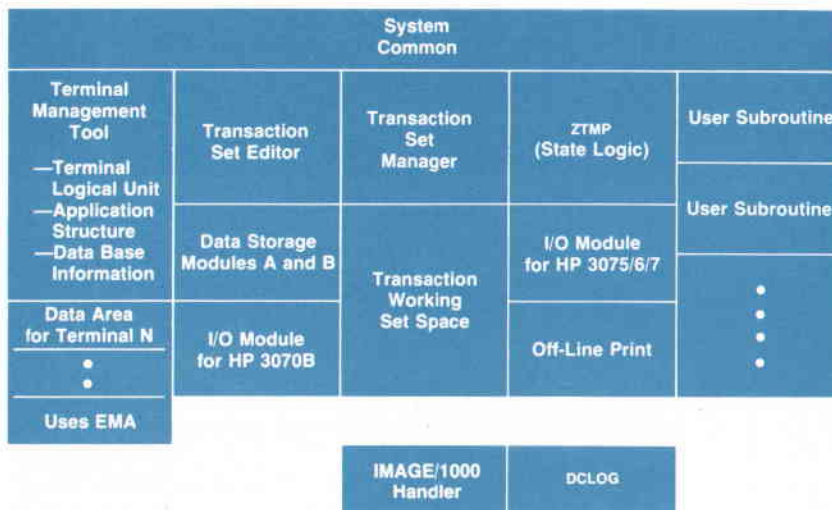 System
Common
Terminal
Management
Tool
—Terminal
Logical Unit
—Application
Structure
—Data Base
Information
Data Area
for Terminal N
Uses EMA
Transaction
Set Editor
Data Storage
Modules A and B
I/O Module
for HP 3070B
Transaction
Set
Manager
Transaction
Working
Set Space
IMAGE/1000
Handler
ZTMP
(State Logic)
I/O Module
for HP 3075/6/7
Off-Line Print
DCLOG
User Subroutine
User Subroutine